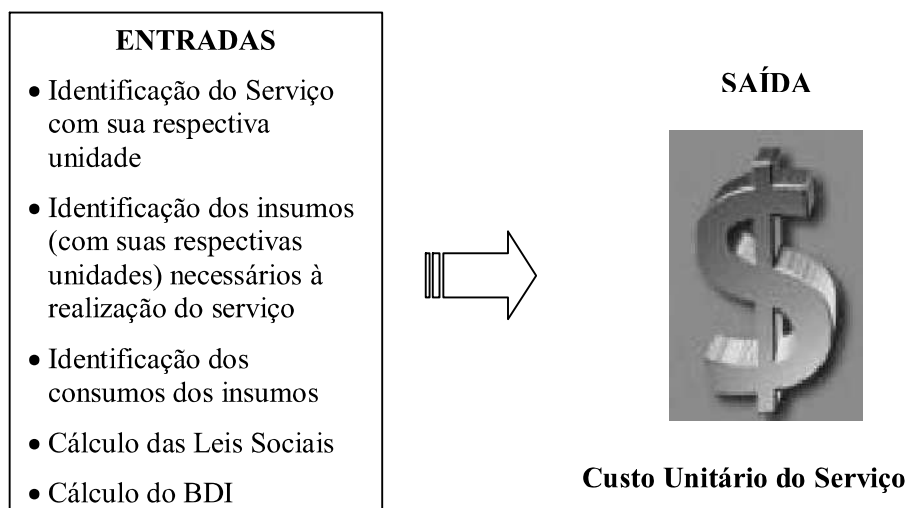 ENTRADAS
• Identificação do Serviço
com sua respectiva
unidade
• Identificação dos insumos
(com suas respectivas
unidades) necessários à
realização do serviço
• Identificação dos
consumos dos insumos
• Cálculo das Leis Sociais
• Cálculo do BDI
SAÍDA
Custo Unitário do Serviço